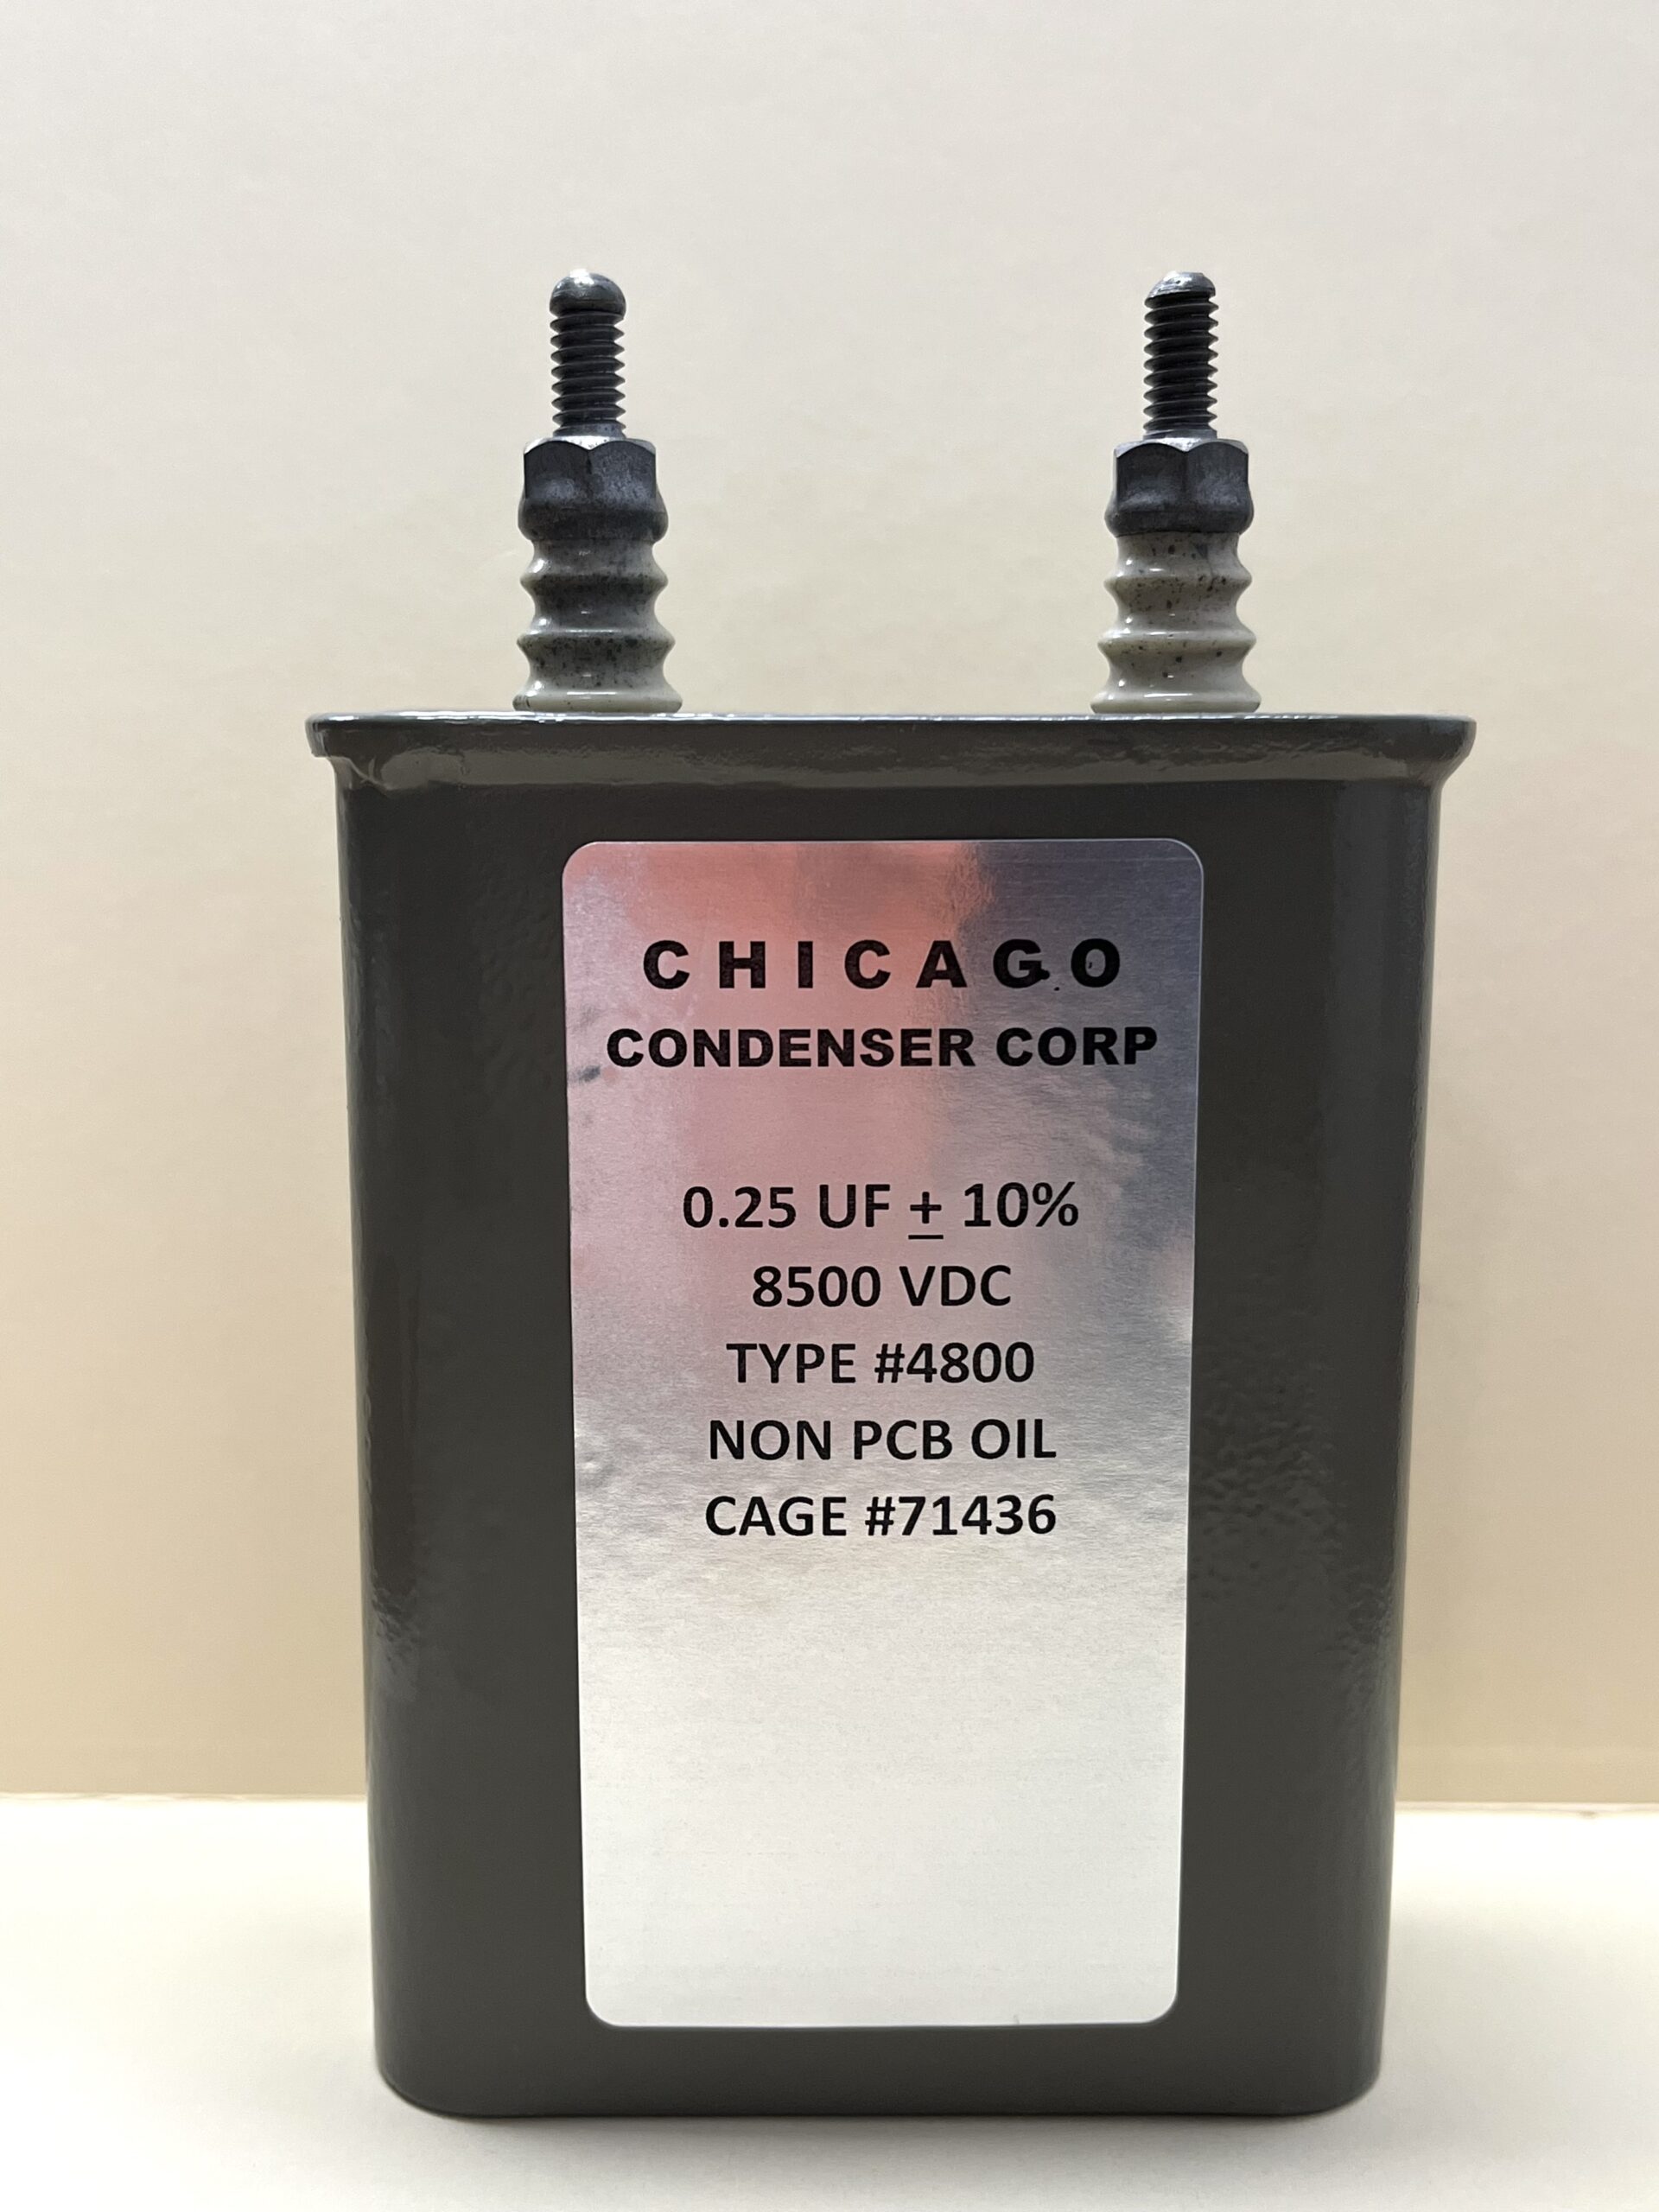 CHICAGO
CONDENSER CORP
0.25 UF ± 10%
8500 VDC
TYPE #4800
NON PCB OIL
CAGE #71436